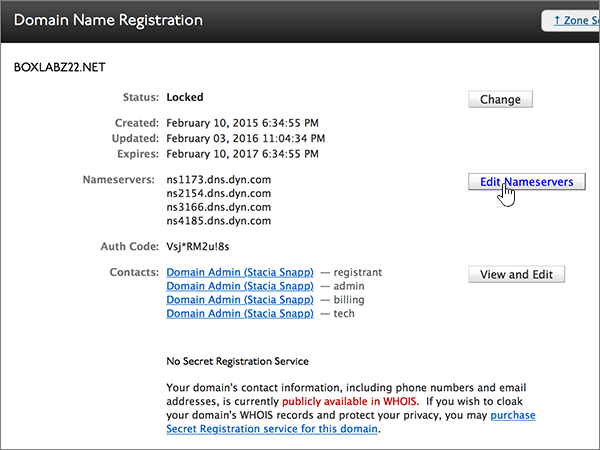 Domain Name Registration
↑ Zone Se
BOXLABZ22.NET
Status: Locked
Change
Created: February 10, 2015 6:34:55 PM
Updated: February 03, 2016 11:04:34 PM
Expires: February 10, 2017 6:34:55 PM
Nameservers: ns1173.dns.dyn.com
Edit Nameservers
ns2154.dns.dyn.com
ns3166.dns.dyn.com
ns4185.dns.dyn.com
Auth Code: Vsj*RM2u!8s
Contacts: Domain Admin (Stacia Snapp) — registrant
View and Edit
Domain Admin (Stacia Snapp) — admin
Domain Admin (Stacia Snapp) — billing
Domain Admin (Stacia Snapp) — tech
No Secret Registration Service
Your domain's contact information, including phone numbers and email
addresses, is currently publicly available in WHOIS. If you wish to cloak
your domain's WHOIS records and protect your privacy, you may purchase
Secret Registration service for this domain.